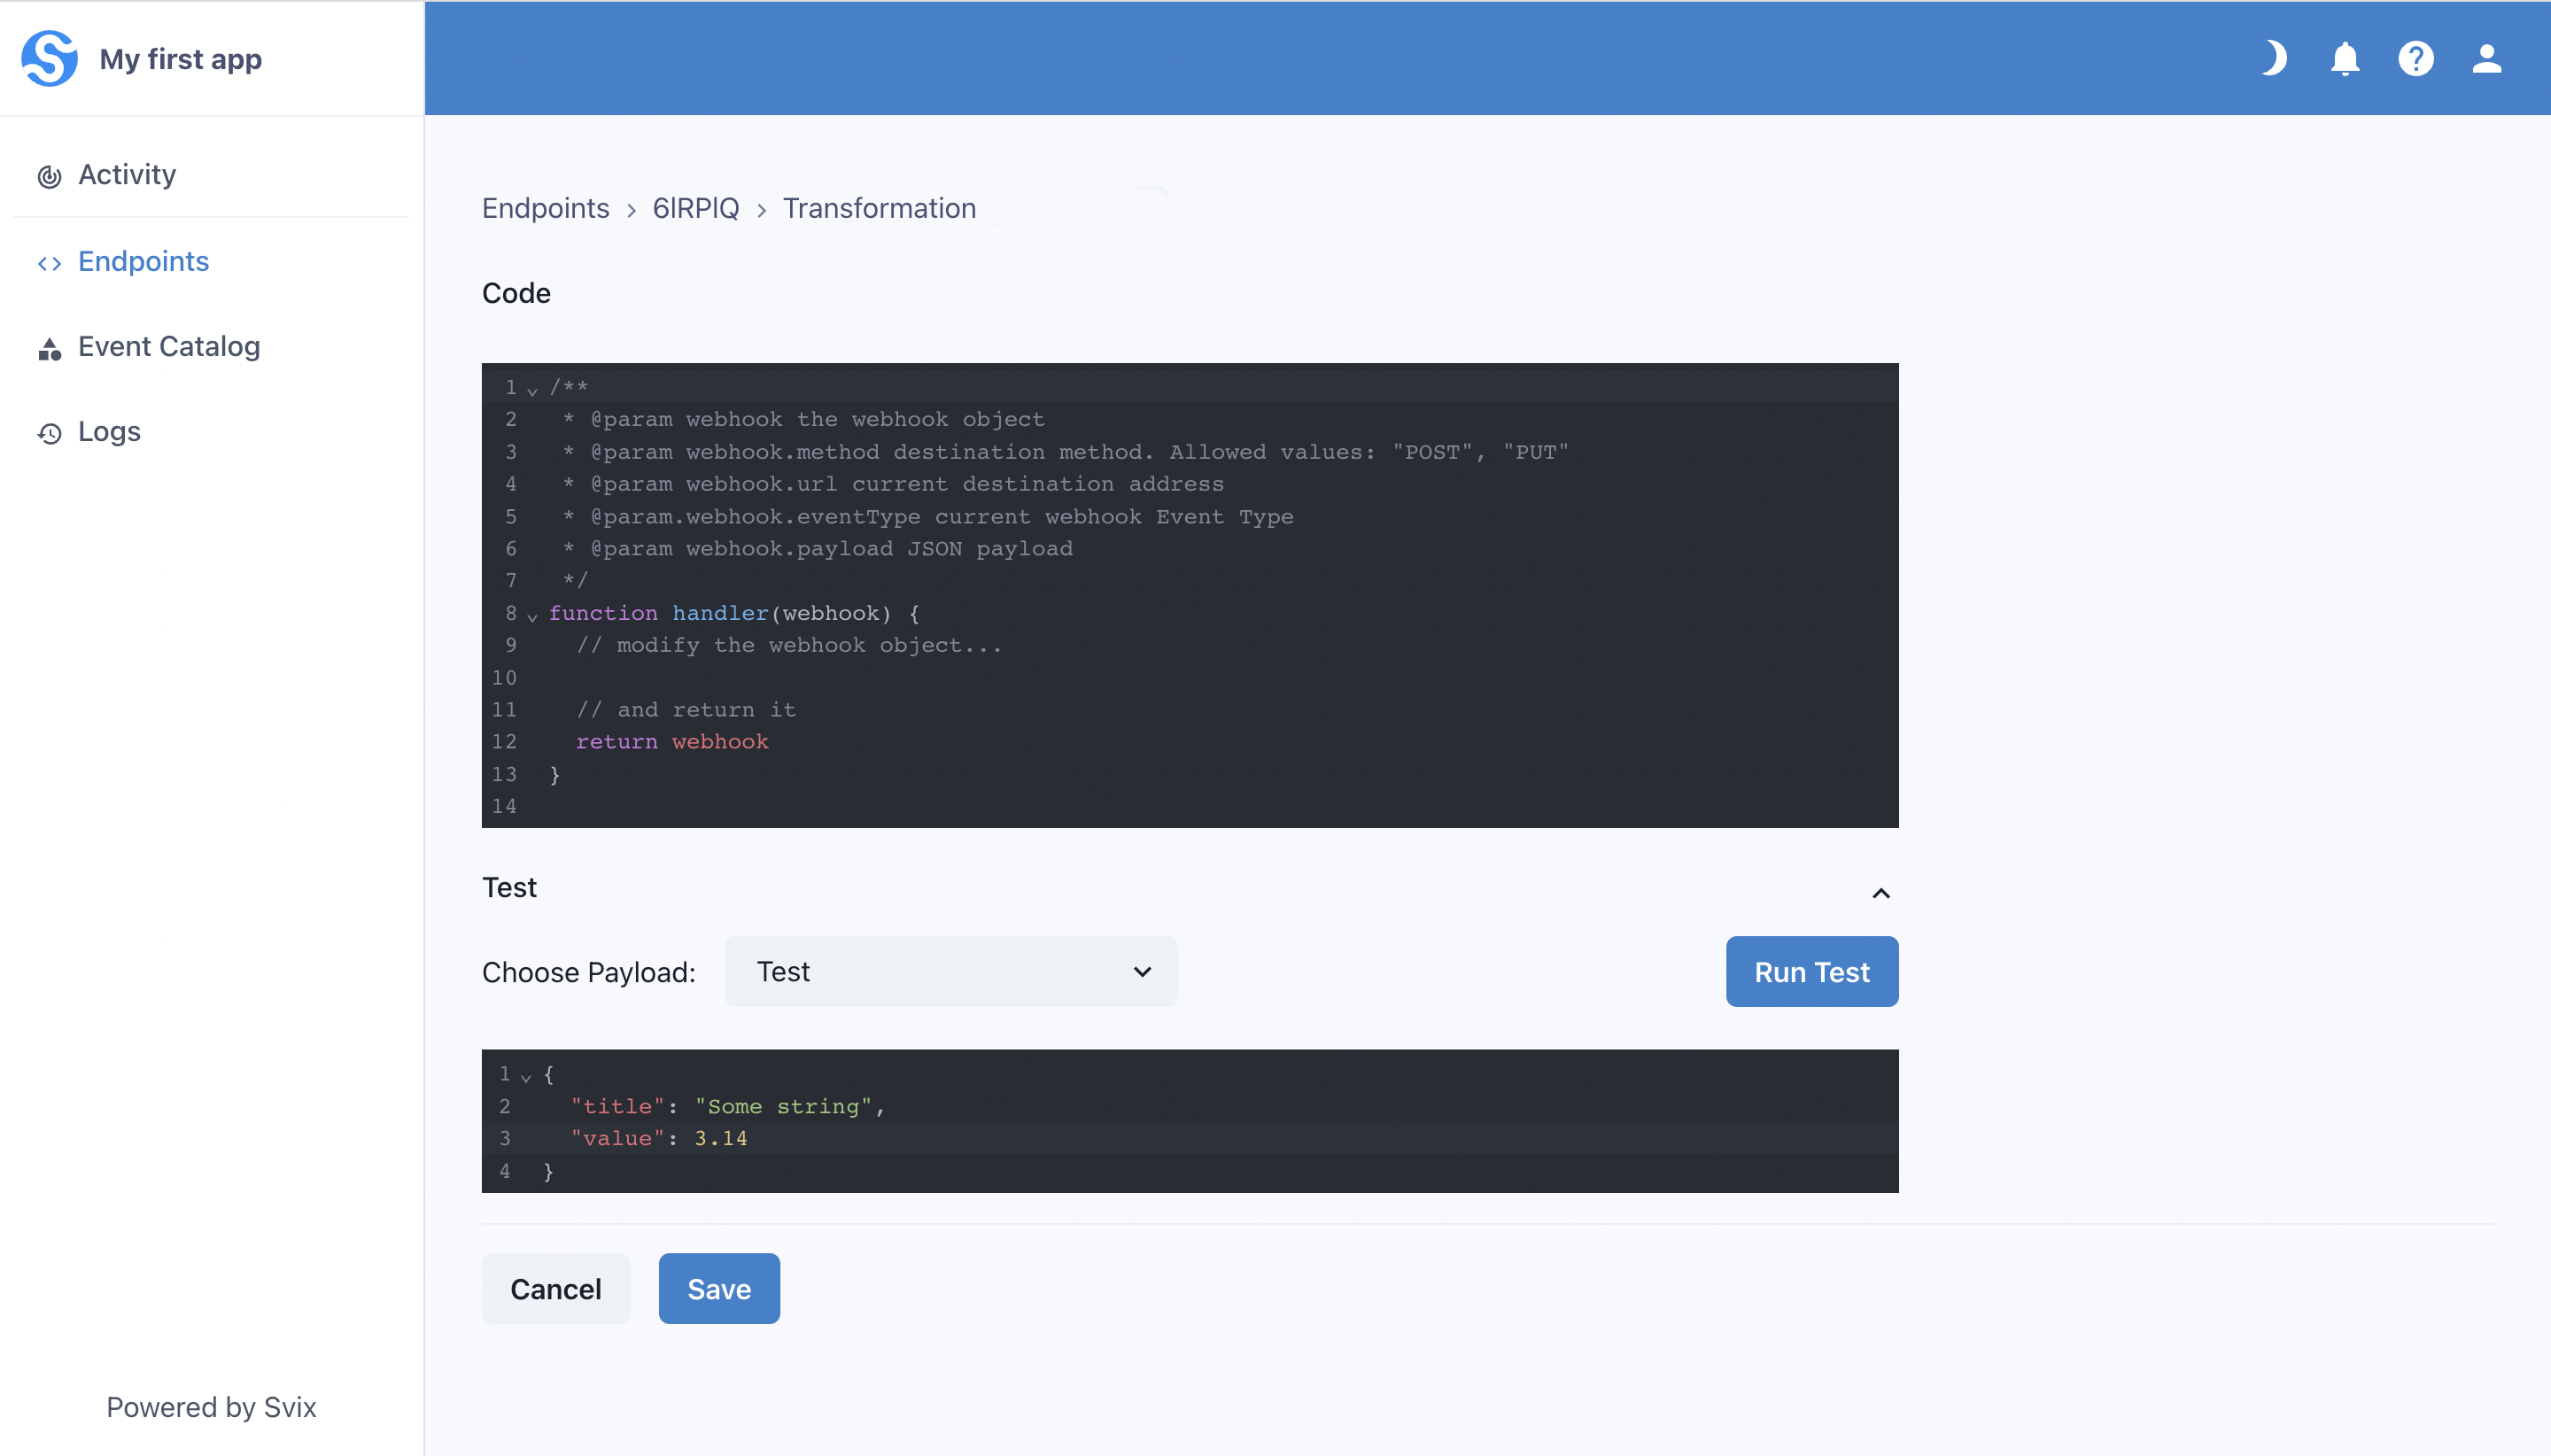 My first app
Activity
Endpoints
Event Catalog
Logs
Powered by Svix
Endpoints > 6lRPlQ > Transformation
Code
1 /**
2 * @param webhook the webhook object
3 * @param webhook.method destination method. Allowed values: "POST", "PUT"
4 * @param webhook.url current destination address
5 * @param.webhook.eventType current webhook Event Type
6 * @param webhook.payload JSON payload
7 */
8 function handler(webhook) {
9 // modify the webhook object...
10
11 // and return it
12 return webhook
13 }
14
Test
Choose Payload: Test
Run Test
1 {
2 "title": "Some string",
3 "value": 3.14
4 }
Cancel Save